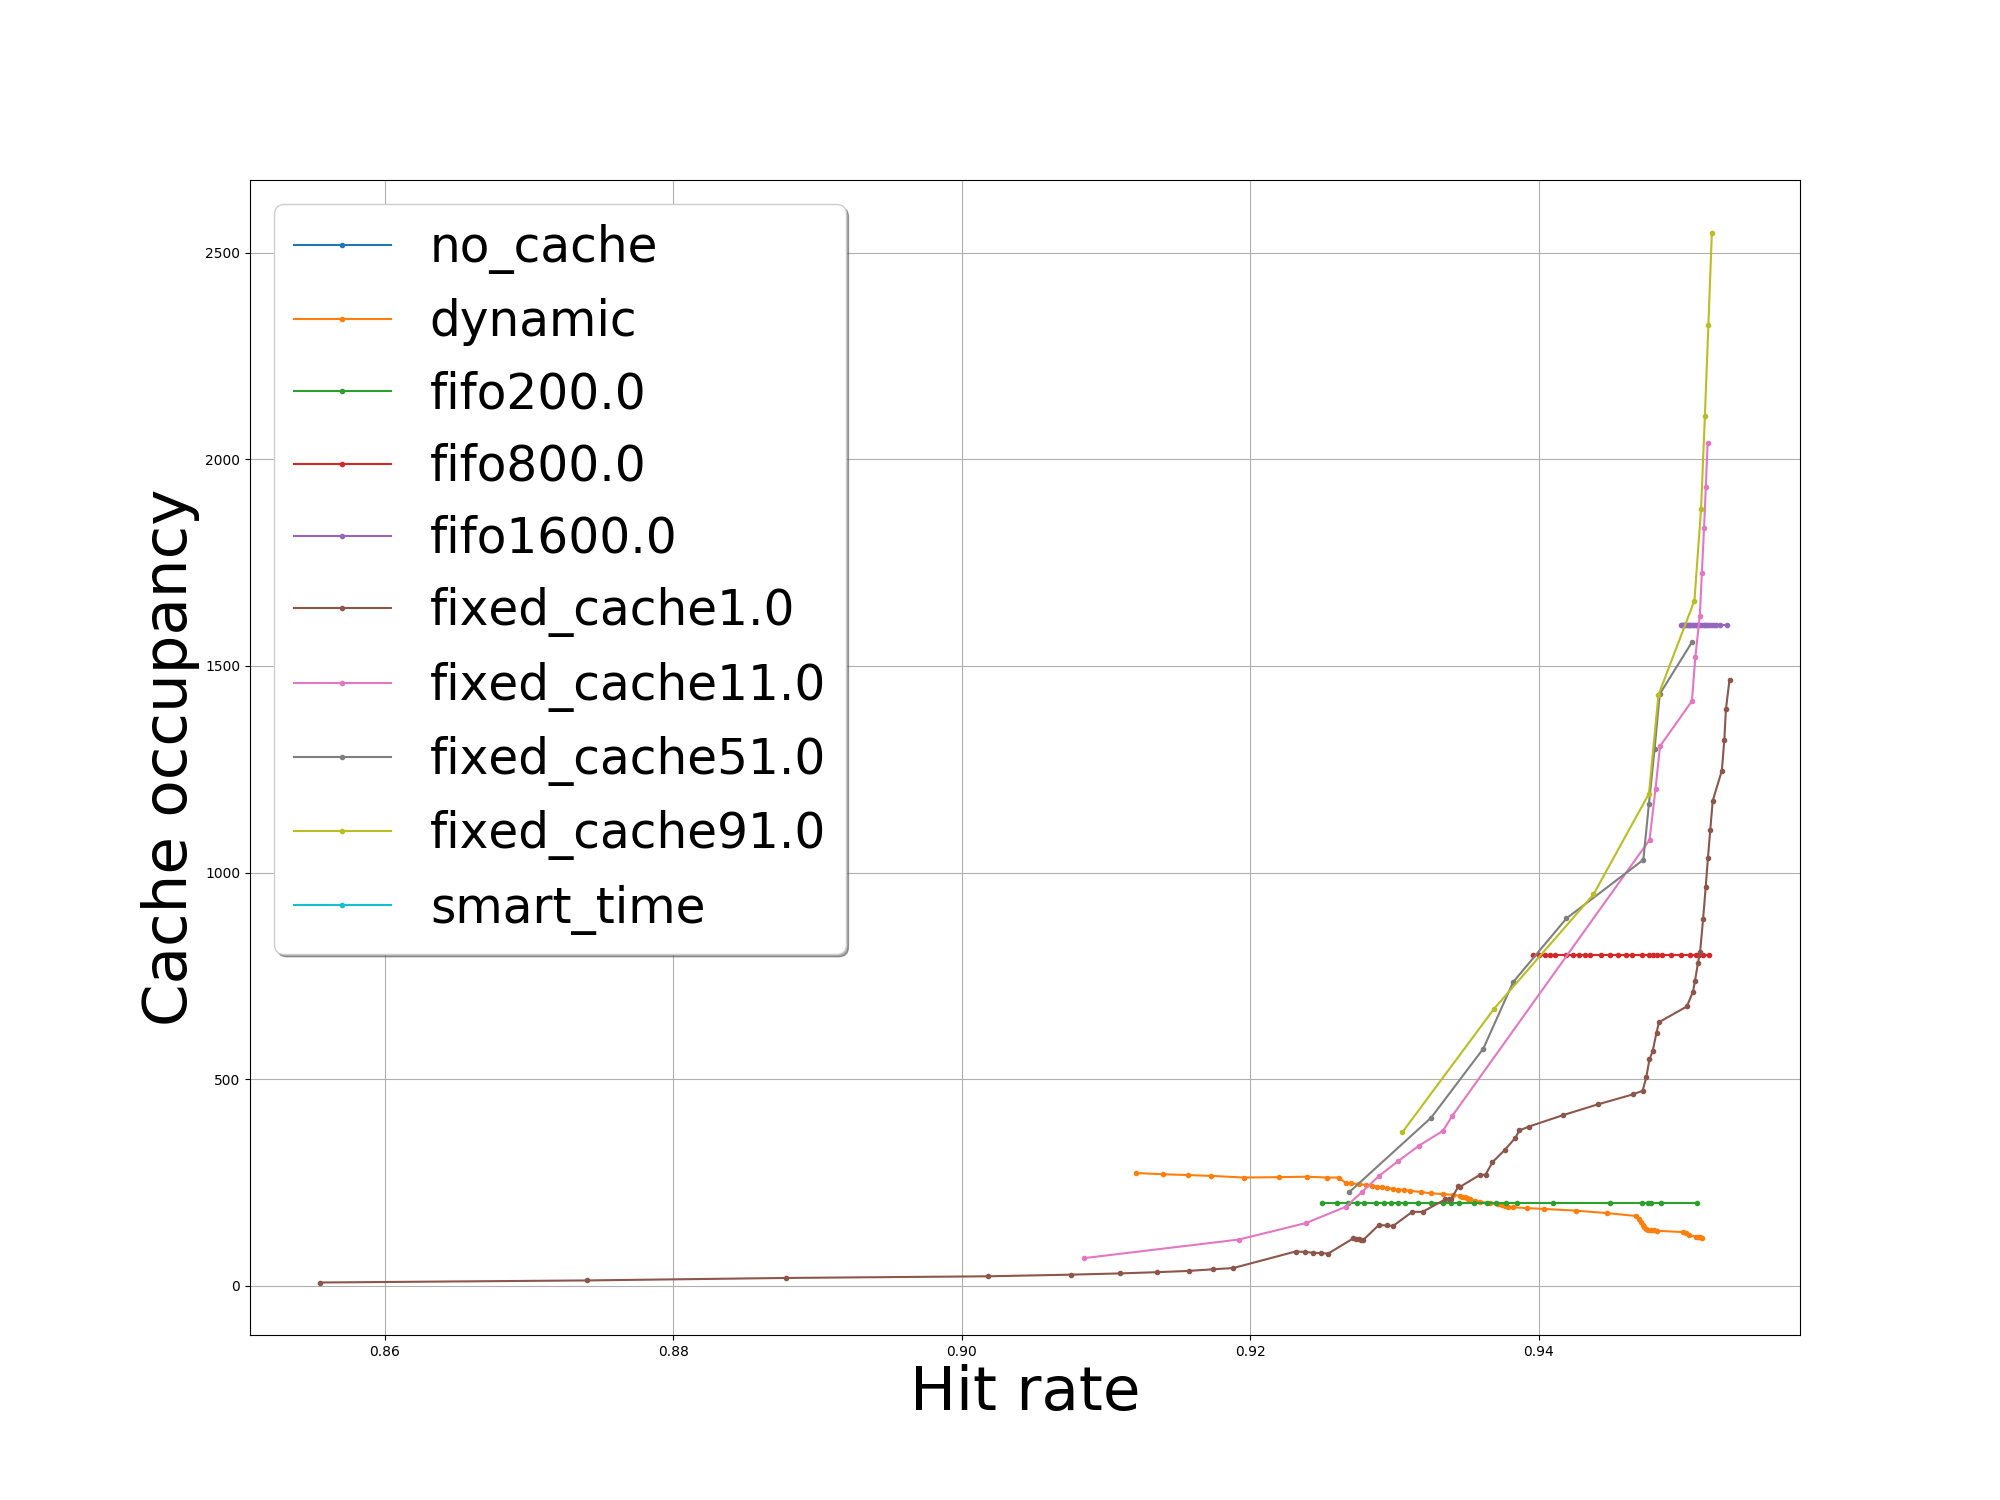 no_cache
dynamic
fifo200.0
fifo800.0
fifo1600.0
fixed_cache1.0
fixed_cache11.0
fixed_cache51.0
fixed_cache91.0
smart_time
2500
2000
1500
1000
500
0
Cache occupancy
0.86 0.88 0.90 0.92 0.94
Hit rate